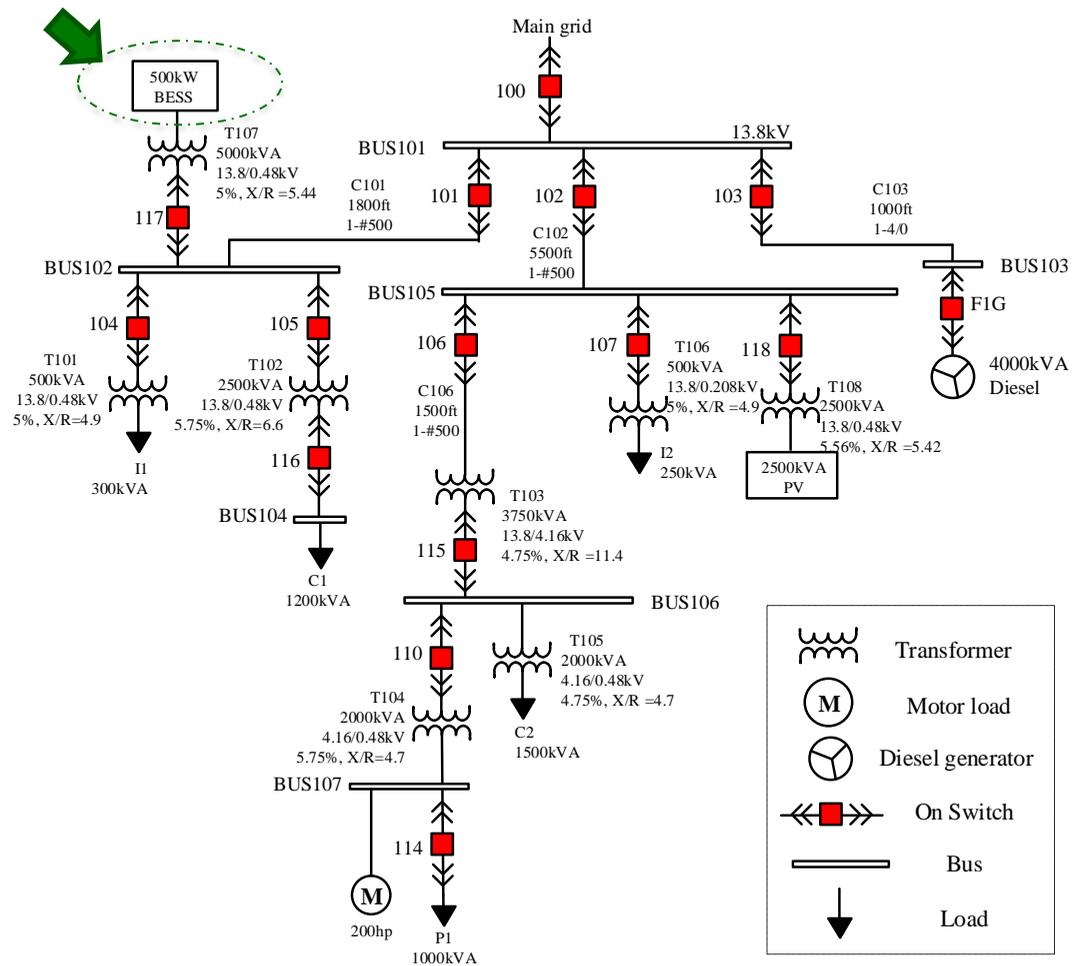 Main grid
500kW
BESS
100
T107
5000kVA
13.8/0.48kV
5%, X/R =5.44
13.8kV
BUS101
117
C101
1800ft
1-#500
101
102
103
C103
1000ft
1-4/0
C102
5500ft
1-#500
BUS102
BUS103
BUS105
F1G
104
105
106
107
118
4000kVA
Diesel
T101
500kVA
13.8/0.48kV
5%, X/R=4.9
T102
2500kVA
13.8/0.48kV
5.75%, X/R=6.6
C106
1500ft
1-#500
T106
500kVA
13.8/0.208kV
5%, X/R =4.9
T108
2500kVA
13.8/0.48kV
5.56%, X/R =5.42
I1
300kVA
116
I2
250kVA
2500kVA
PV
T103
3750kVA
13.8/4.16kV
4.75%, X/R =11.4
BUS104
115
C1
1200kVA
BUS106
110
T105
2000kVA
4.16/0.48kV
4.75%, X/R =4.7
T104
2000kVA
4.16/0.48kV
5.75%, X/R=4.7
C2
1500kVA
BUS107
114
M
200hp
P1
1000kVA
Transformer
M
Motor load
Diesel generator
On Switch
Bus
Load